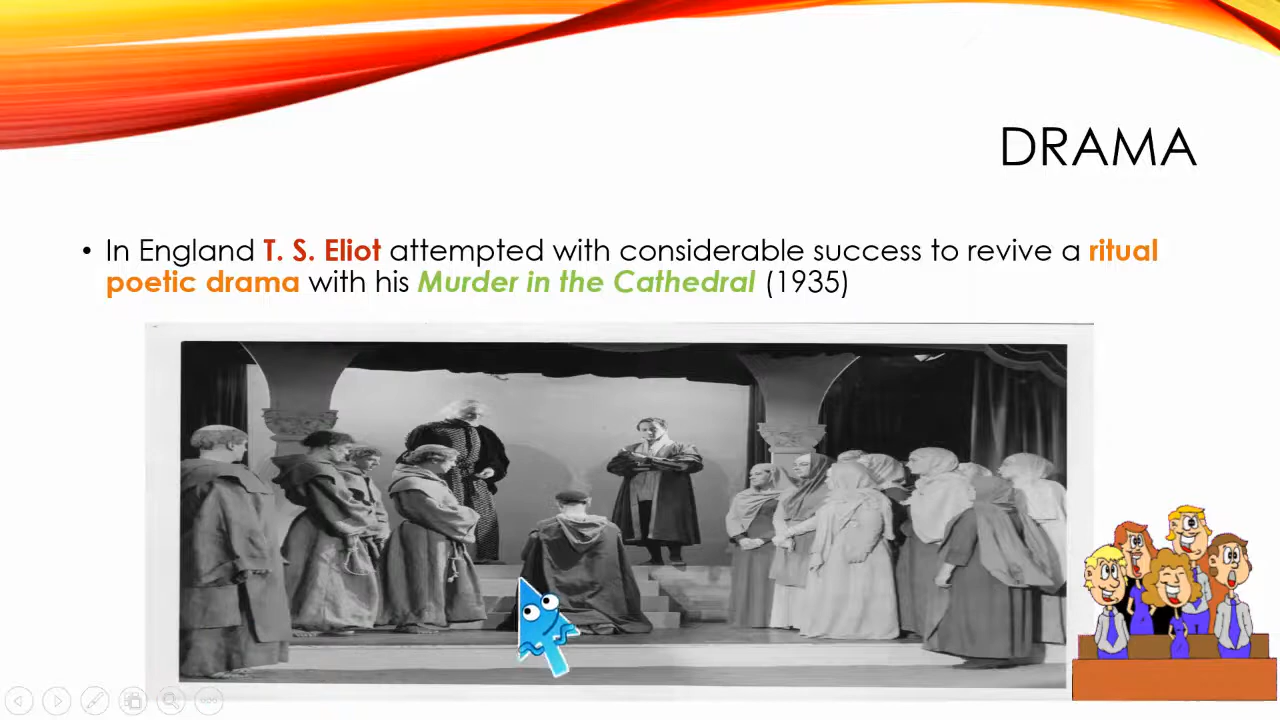 DRAMA
• In England T. S. Eliot attempted with considerable success to revive a ritual
poetic drama with his Murder in the Cathedral (1935)